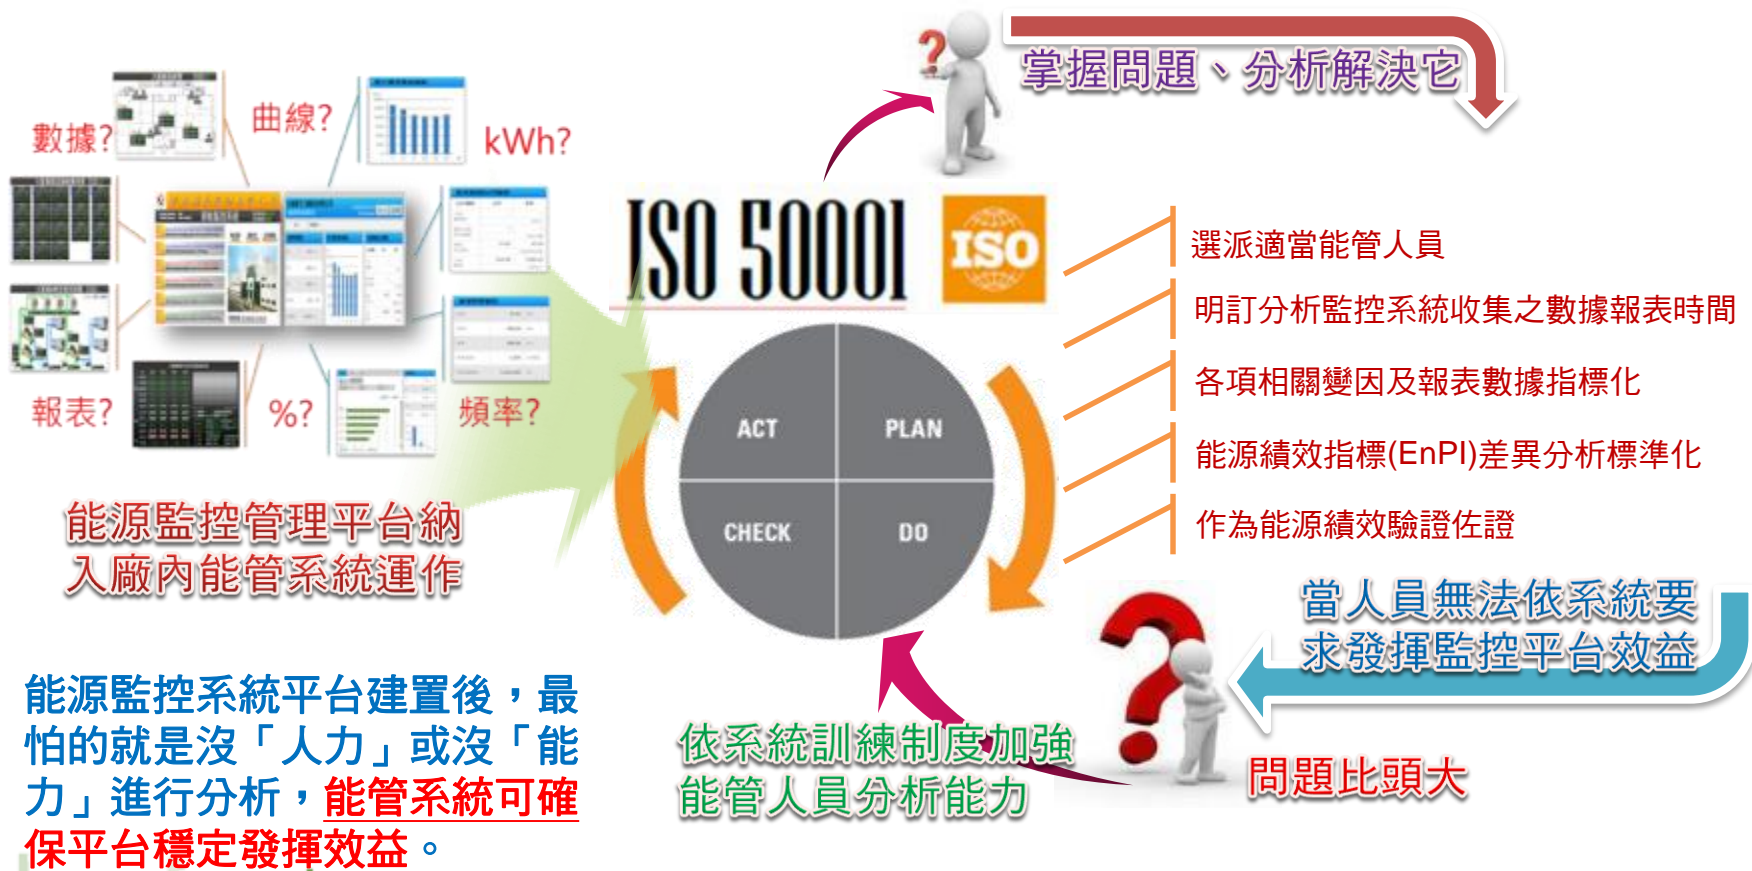 掌握問題、分析解決它
數據?
曲線?
kWh?
報表?
%?
頻率?
能源監控管理平台納
入廠內能管系統運作
ISO 50001
ISO
ACT
PLAN
CHECK
DO
選派適當能管人員
明訂分析監控系統收集之數據報表時間
各項相關變因及報表數據指標化
能源績效指標(EnPI)差異分析標準化
作為能源績效驗證佐證
當人員無法依系統要
求發揮監控平台效益
問題比頭大
依系統訓練制度加強
能管人員分析能力
能源監控系統平台建置後，最
怕的就是沒「人力」或沒「能
力」進行分析，能管系統可確
保平台穩定發揮效益。